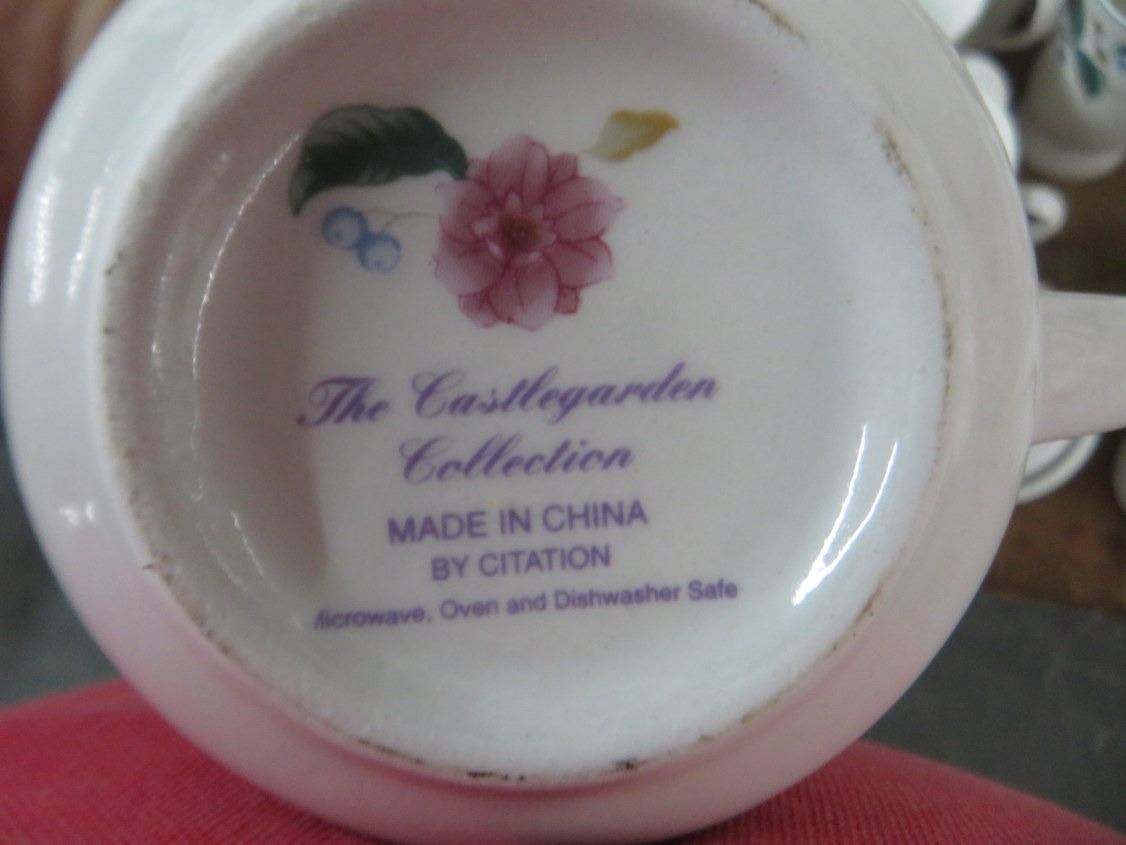 The Castlegarden
Collection
MADE IN CHINA
BY CITATION
Microwave, Oven and Dishwasher Safe